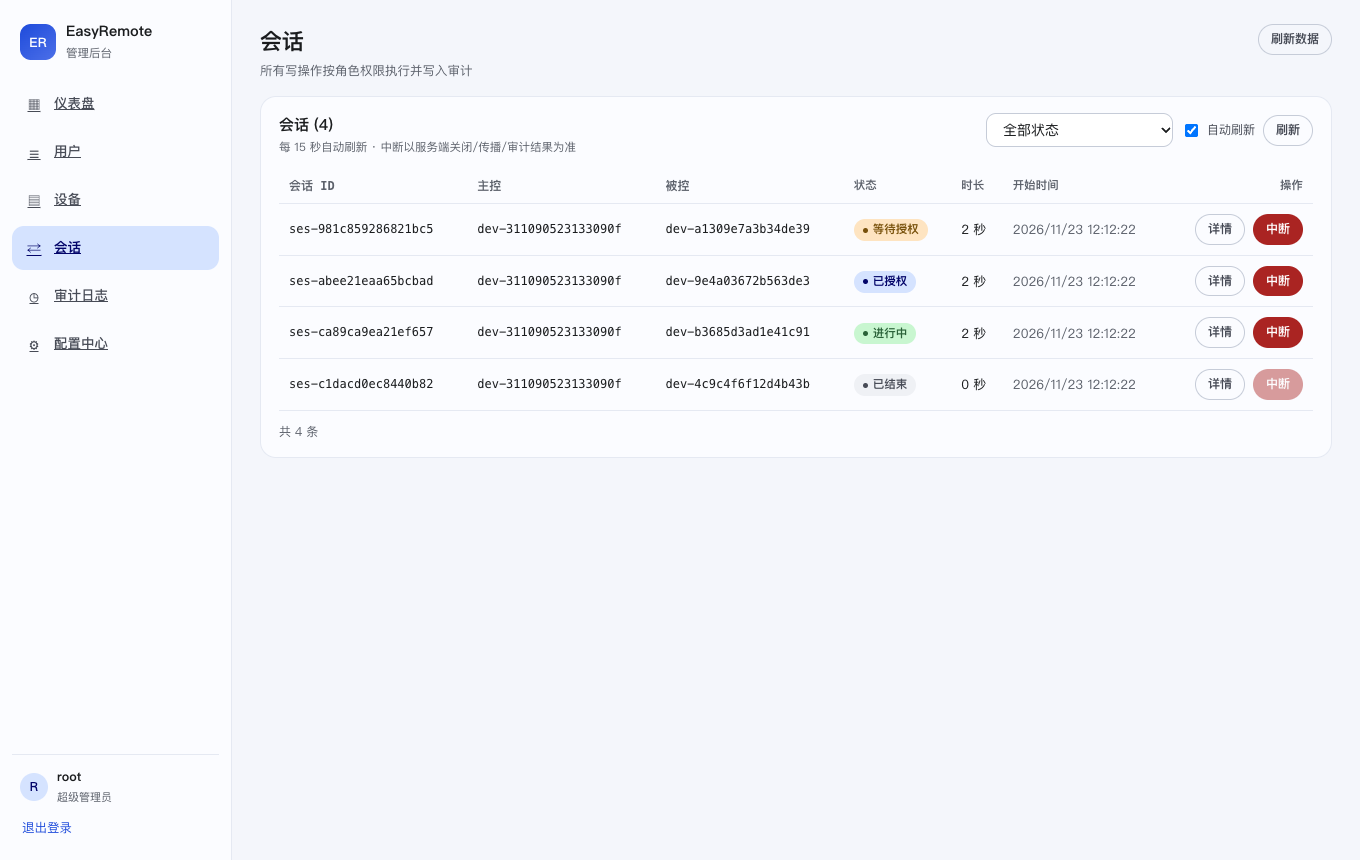 ER
EasyRemote
管理后台
仪表盘
用户
设备
会话
审计日志
配置中心
R
root
超级管理员
退出登录
会话
所有写操作按角色权限执行并写入审计
刷新数据
会话 (4)
每 15 秒自动刷新 · 中断以服务端关闭/传播/审计结果为准
全部状态
自动刷新
刷新
会话 ID 主控 被控 状态 时长 开始时间 操作
ses-981c859286821bc5 dev-311090523133090f dev-a1309e7a3b34de39 等待授权 2 秒 2026/11/23 12:12:22 详情 中断
ses-abee21eaa65bcbad dev-311090523133090f dev-9e4a03672b563de3 已授权 2 秒 2026/11/23 12:12:22 详情 中断
ses-ca89ca9ea21ef657 dev-311090523133090f dev-b3685d3ad1e41c91 进行中 2 秒 2026/11/23 12:12:22 详情 中断
ses-c1dacd0ec8440b82 dev-311090523133090f dev-4c9c4f6f12d4b43b 已结束 0 秒 2026/11/23 12:12:22 详情 中断
共 4 条